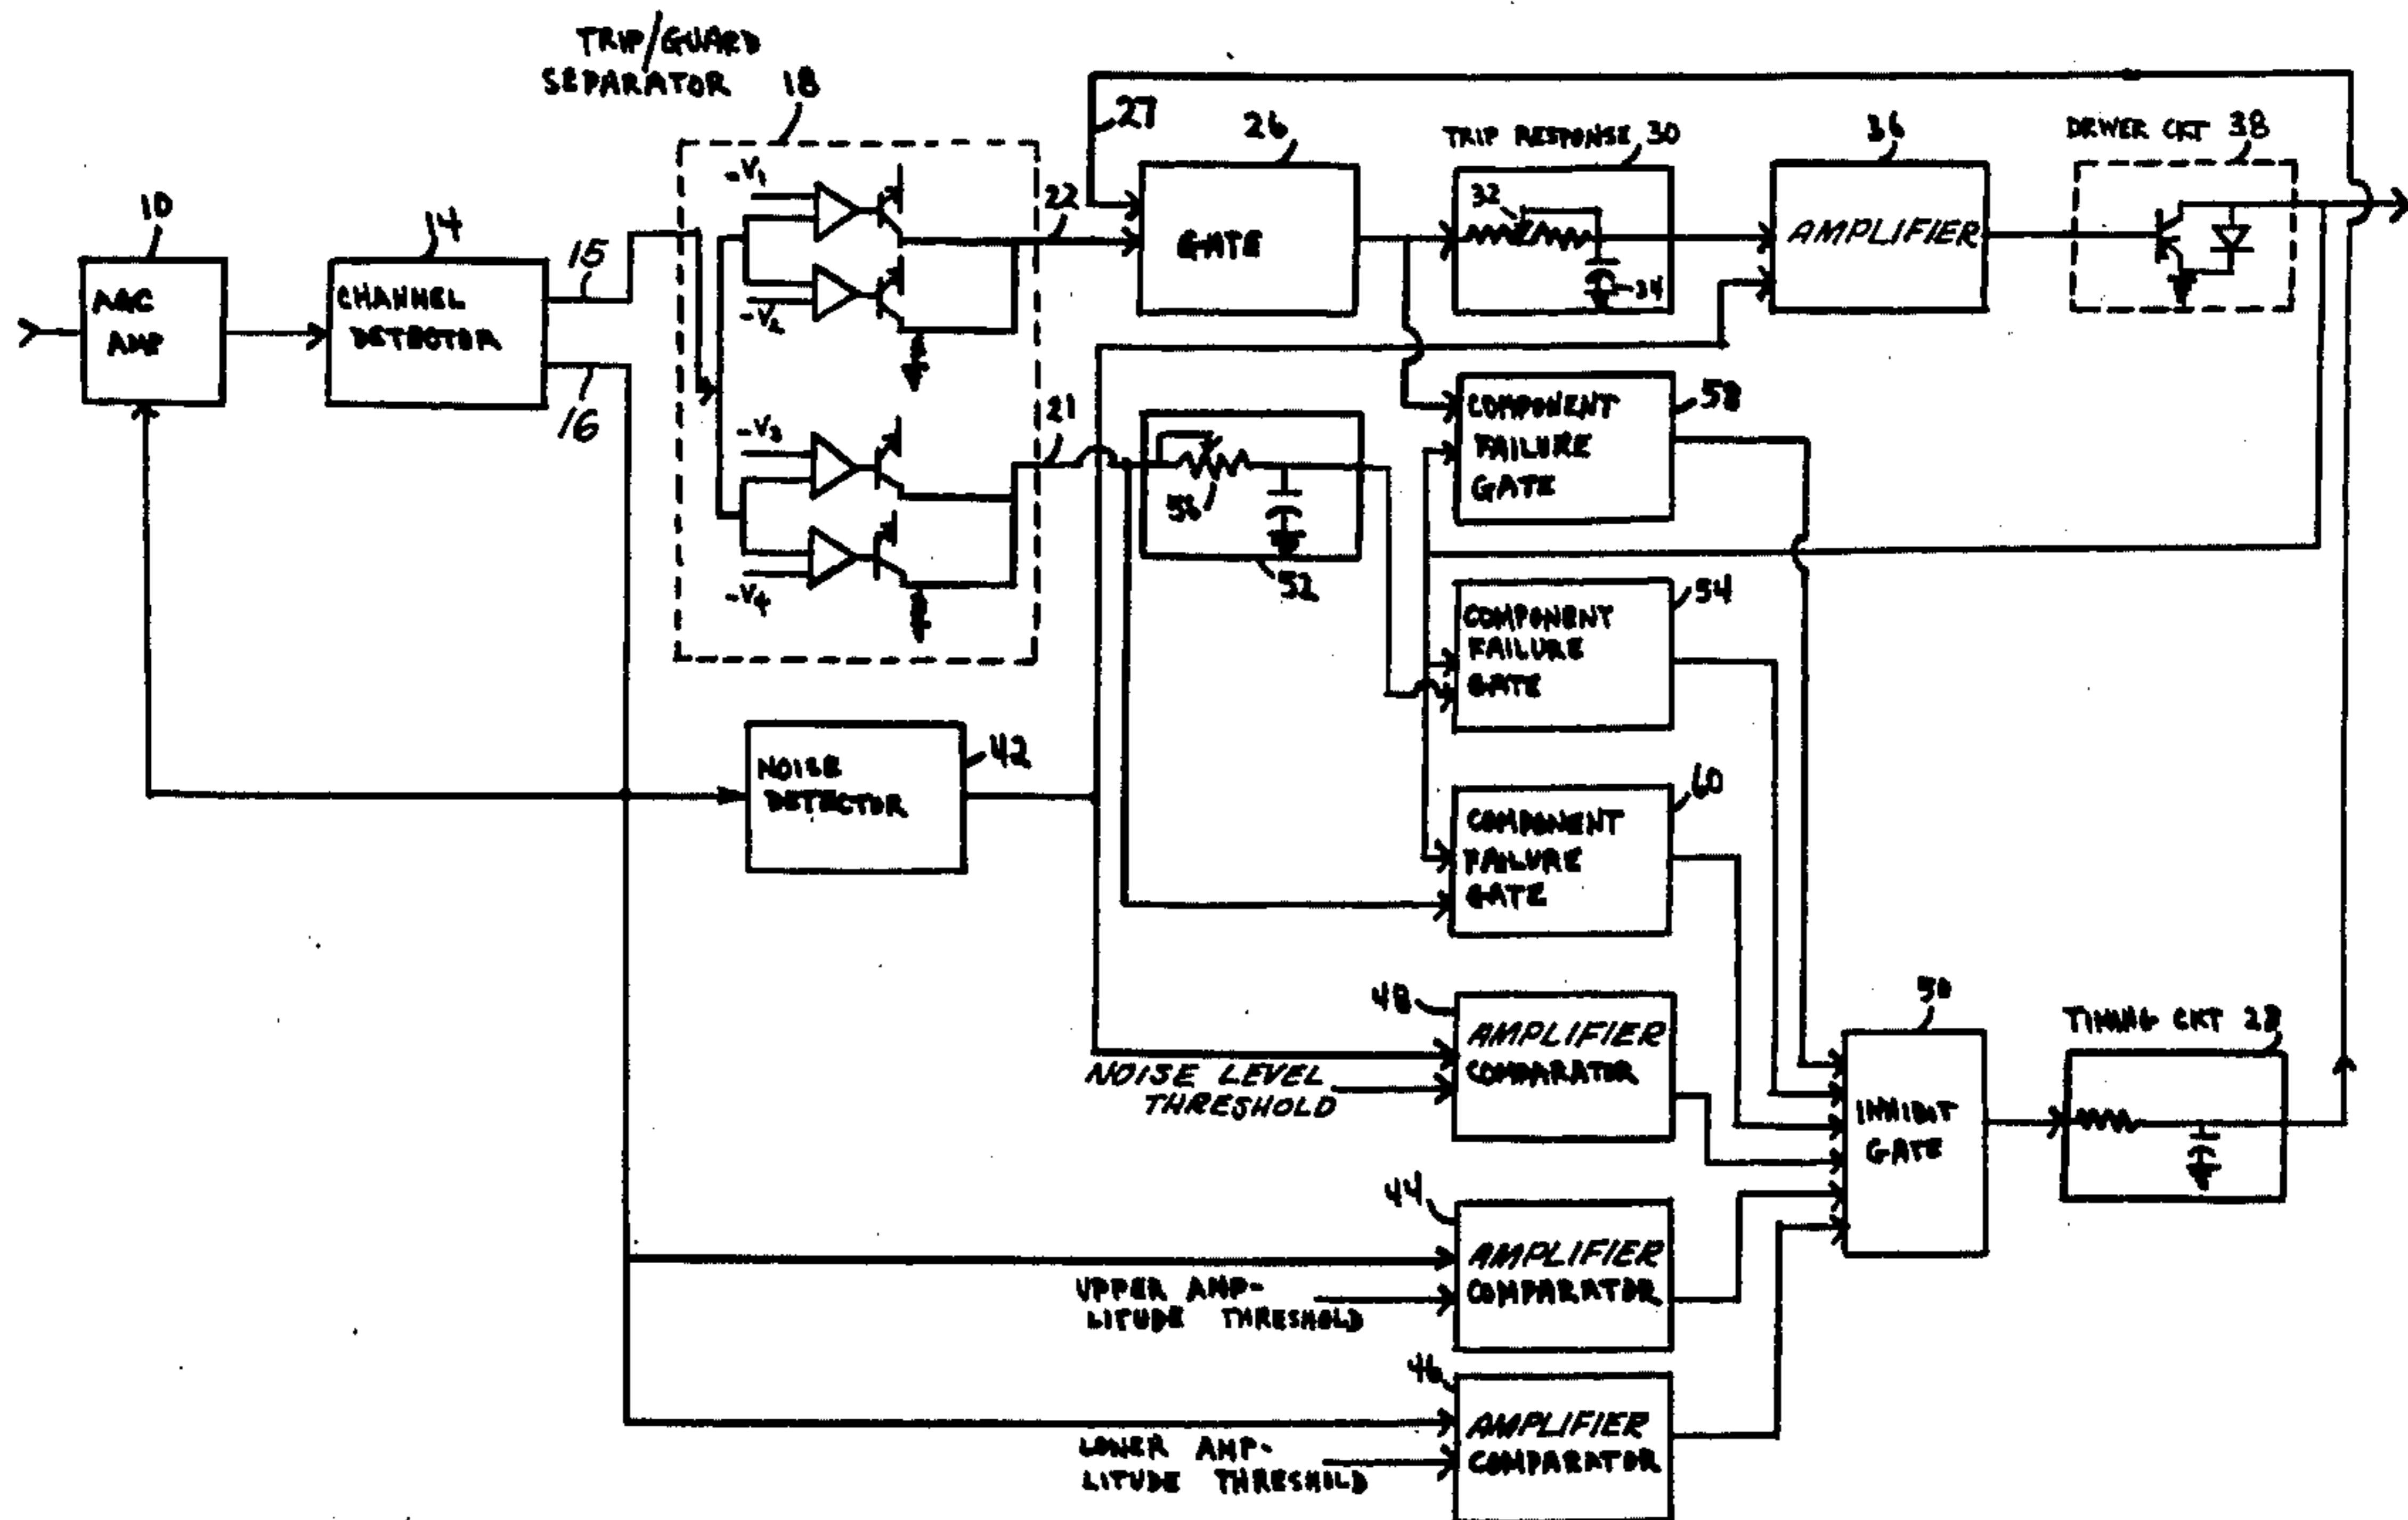 TRIP/GUARD
SEPARATOR 18
10
AGC
AMP
14
CHANNEL
DETECTOR
15
16
-V1
-V2
-V3
-V4
22
21
27
26
GATE
TRIP RESPONSE 30
32
34
36
AMPLIFIER
DRIVER CKT 38
56
52
COMPONENT
FAILURE
GATE
58
COMPONENT
FAILURE
GATE
54
COMPONENT
FAILURE
GATE
60
NOISE
DETECTOR
42
48
AMPLIFIER
COMPARATOR
NOISE LEVEL
THRESHOLD
44
AMPLIFIER
COMPARATOR
UPPER AMP-
LITUDE THRESHOLD
46
AMPLIFIER
COMPARATOR
LOWER AMP-
LITUDE THRESHOLD
50
INHIBIT
GATE
TIMING CKT 28